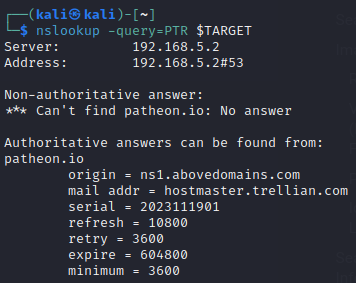 ┌──(kali㉿kali)-[~]
└─$ nslookup -query=PTR $TARGET
Server:         192.168.5.2
Address:        192.168.5.2#53

Non-authoritative answer:
*** Can't find patheon.io: No answer

Authoritative answers can be found from:
patheon.io
        origin = ns1.abovedomains.com
        mail addr = hostmaster.trellian.com
        serial = 2023111901
        refresh = 10800
        retry = 3600
        expire = 604800
        minimum = 3600